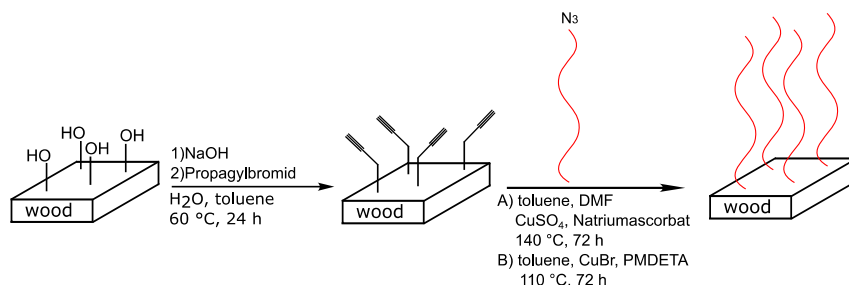 HO
HO
OH
OH
wood
1)NaOH
2)Propagylbromid
H2O, toluene
60 °C, 24 h
wood
N3
A) toluene, DMF
CuSO4, Natriumascorbat
140 °C, 72 h
B) toluene, CuBr, PMDETA
110 °C, 72 h
wood